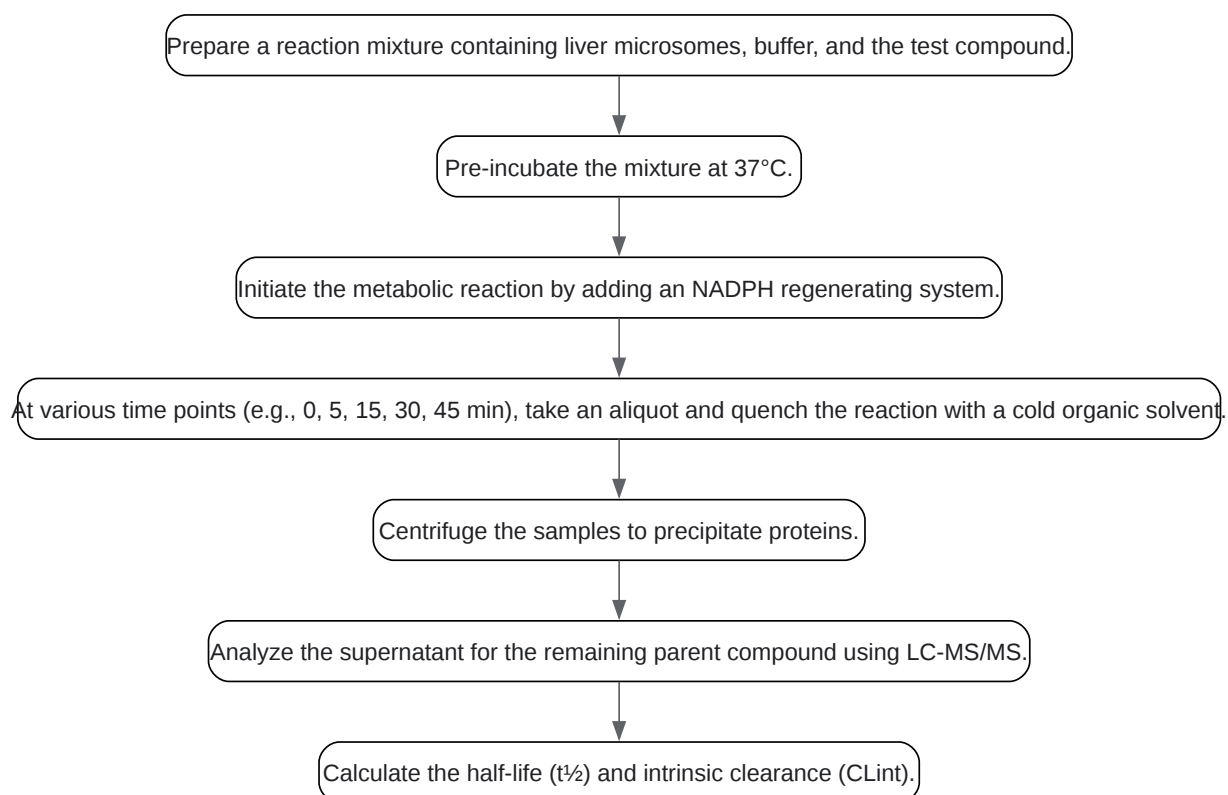 Prepare a reaction mixture containing liver microsomes, buffer, and the test compound.
Pre-incubate the mixture at 37°C.
Initiate the metabolic reaction by adding an NADPH regenerating system.
At various time points (e.g., 0, 5, 15, 30, 45 min), take an aliquot and quench the reaction with a cold organic solvent.
Centrifuge the samples to precipitate proteins.
Analyze the supernatant for the remaining parent compound using LC-MS/MS.
Calculate the half-life (t½) and intrinsic clearance (CLint).